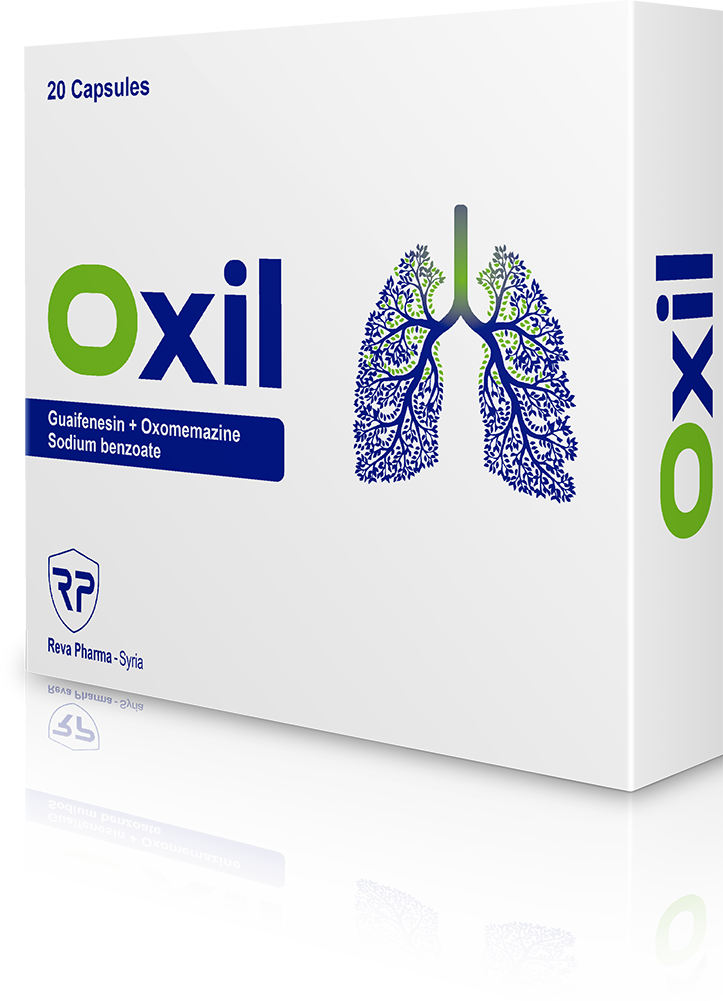 20 Capsules
Oxil
Guaifenesin + Oxomemazine
Sodium benzoate
RP
Reva Pharma - Syria
Oxil